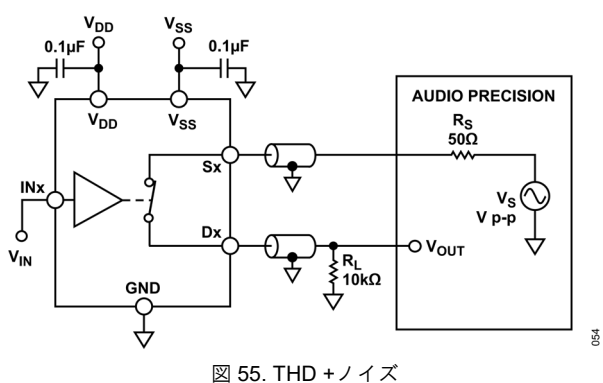 VDD
VSS
0.1µF
0.1µF
VDD
VSS
AUDIO PRECISION
RS
50Ω
Sx
INx
VS
V p-p
Dx
VOUT
VIN
RL
10kΩ
GND
054
図 55. THD +ノイズ